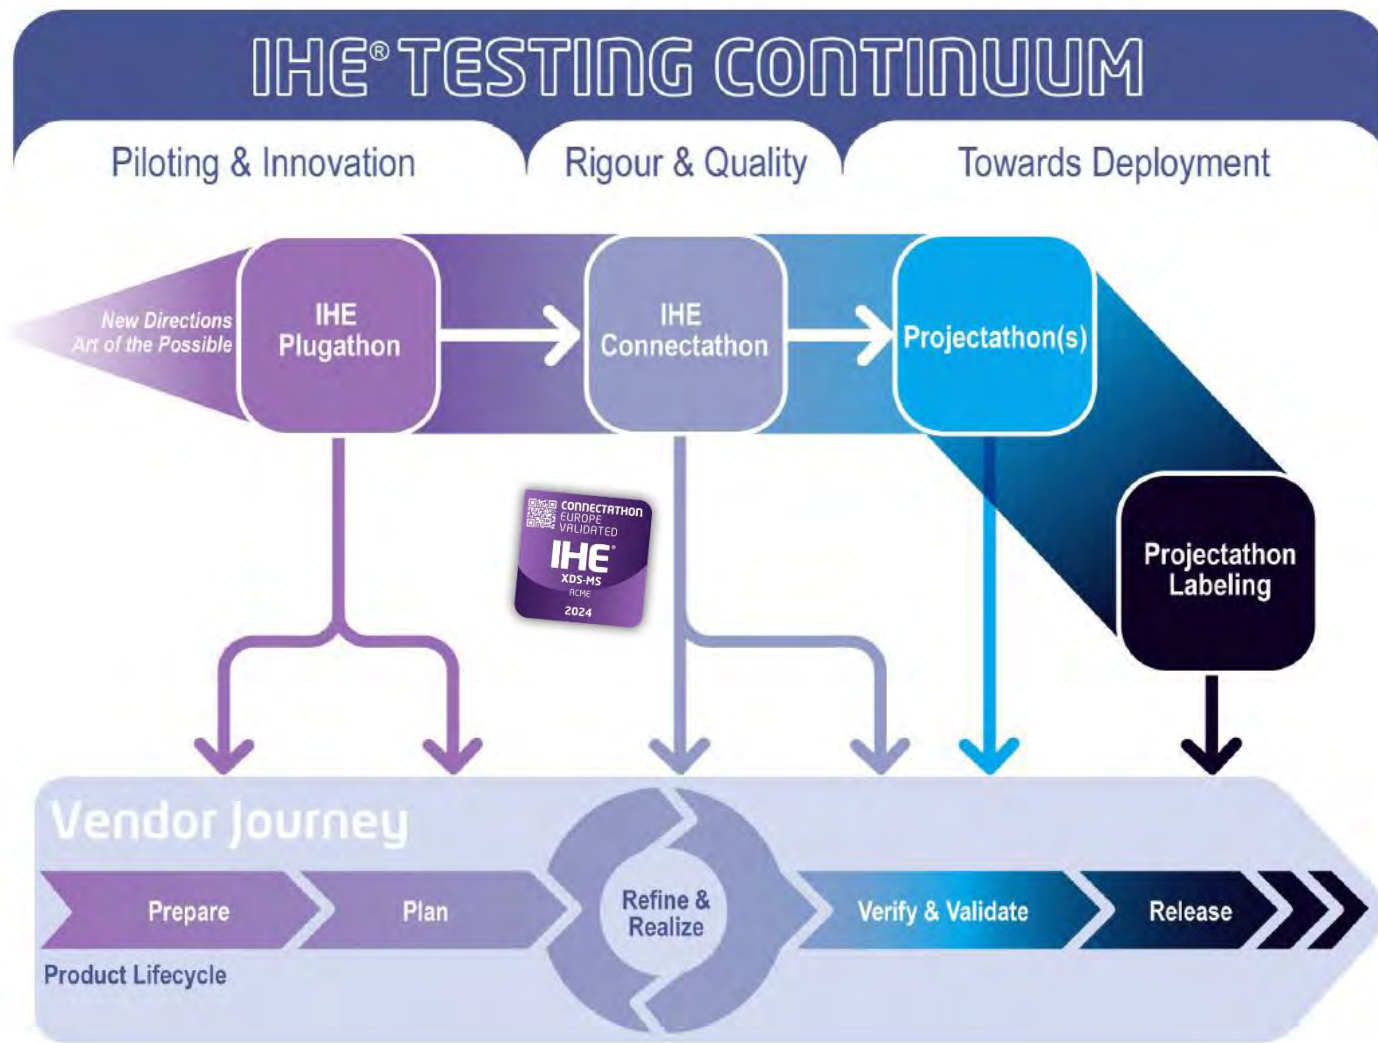 IHE® TESTING CONTINUUM
Piloting & Innovation
Rigour & Quality
Towards Deployment
New Directions
Art of the Possible
IHE
Plugathon
IHE
Connectathon
Projectathon(s)
CONNECTATHON
EUROPE
VALIDATED
IHE®
XDS-MS
ACME
2024
Projectathon
Labeling
Vendor Journey
Prepare
Plan
Refine &
Realize
Verify & Validate
Release
Product Lifecycle